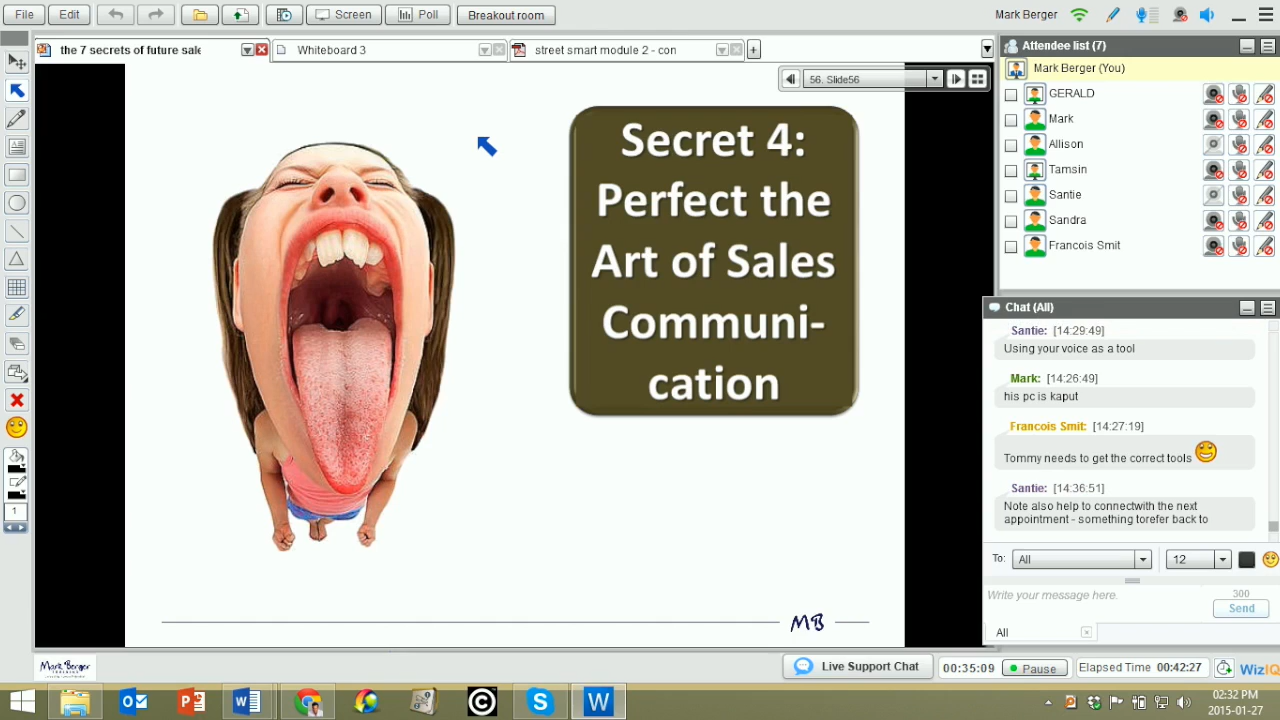 File
Edit
Screen
Poll
Breakout room
Mark Berger
the 7 secrets of future sale
Whiteboard 3
street smart module 2 - con
56. Slide56
Secret 4:
Perfect the
Art of Sales
Communi-
cation
MB
Attendee list (7)
Mark Berger (You)
GERALD
Mark
Allison
Tamsin
Santie
Sandra
Francois Smit
Chat (All)
Santie: [14:29:49]
Using your voice as a tool
Mark: [14:26:49]
his pc is kaput
Francois Smit: [14:27:19]
Tommy needs to get the correct tools
Santie: [14:36:51]
Note also help to connectwith the next
appointment - something torefer back to
To: All 12
Write your message here. 300
Send
All
1
Mark Berger
TRAINING
Live Support Chat
00:35:09 Pause
Elapsed Time 00:42:27
WizIQ
02:32 PM
2015-01-27